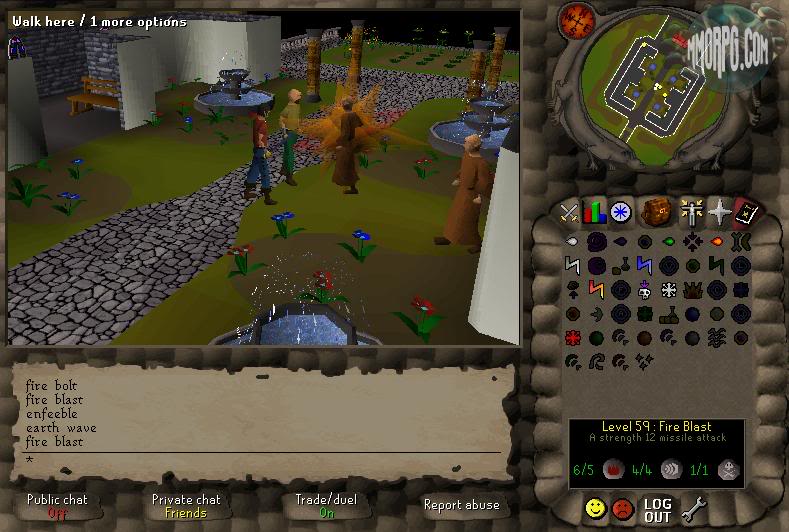 Walk here / 1 more options
MMORPG.COM
fire bolt
fire blast
enfeeble
earth wave
fire blast
*
Level 59 : Fire Blast
A strength 12 missile attack
6/5 4/4 1/1
Public chat
Off
Private chat
Friends
Trade/duel
On
Report abuse
LOG
OUT